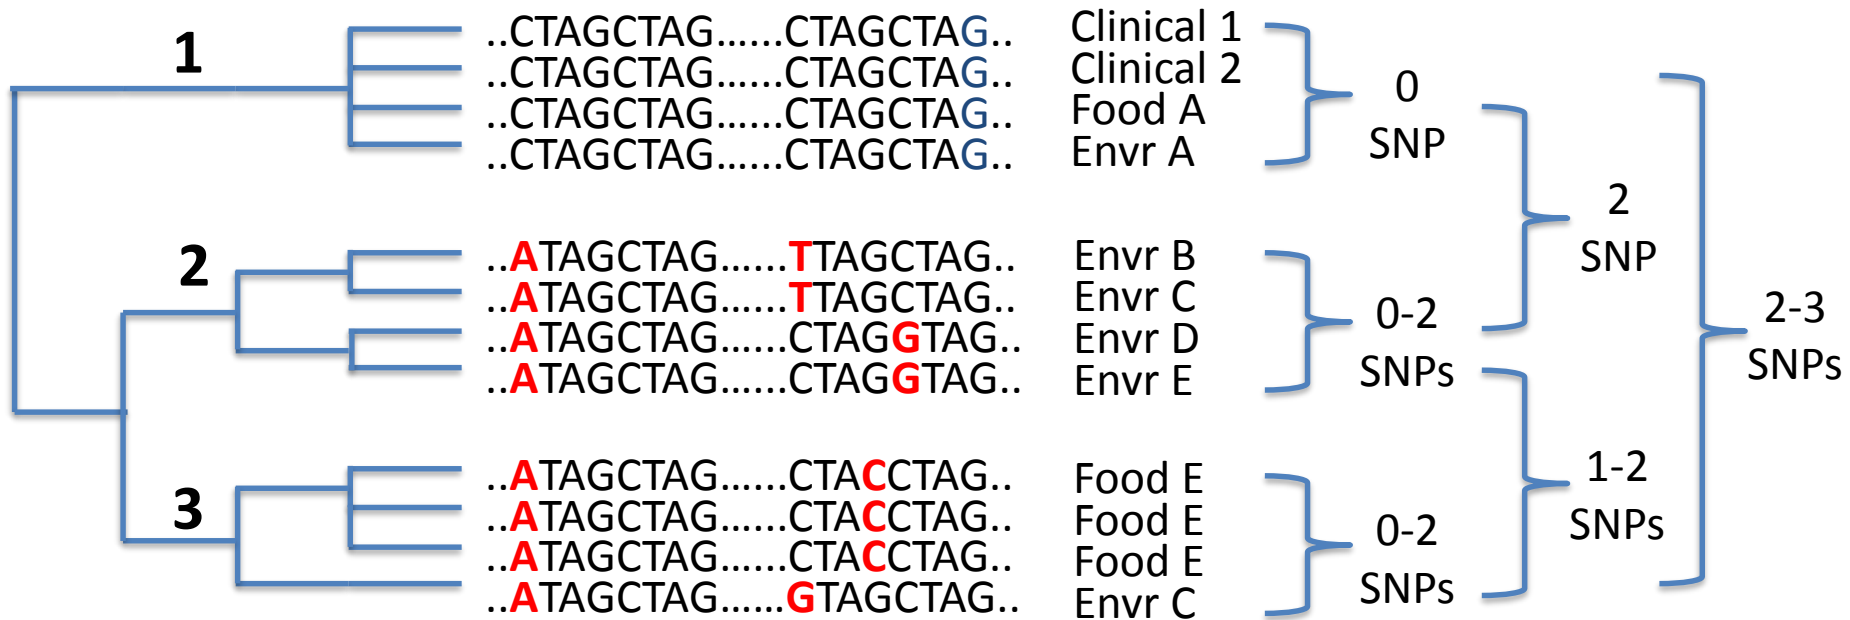 1
..CTAGCTAG......CTAGCTAG.. Clinical 1
..CTAGCTAG......CTAGCTAG.. Clinical 2
..CTAGCTAG......CTAGCTAG.. Food A
..CTAGCTAG......CTAGCTAG.. Envr A
0
SNP
2
SNP
2
..ATAGCTAG......TTAGCTAG.. Envr B
..ATAGCTAG......TTAGCTAG.. Envr C
..ATAGCTAG......CTAGGTAG.. Envr D
..ATAGCTAG......CTAGGTAG.. Envr E
0-2
SNPs
2-3
SNPs
3
..ATAGCTAG......CTACCTAG.. Food E
..ATAGCTAG......CTACCTAG.. Food E
..ATAGCTAG......CTACCTAG.. Food E
..ATAGCTAG......GTAGCTAG.. Envr C
0-2
SNPs
1-2
SNPs